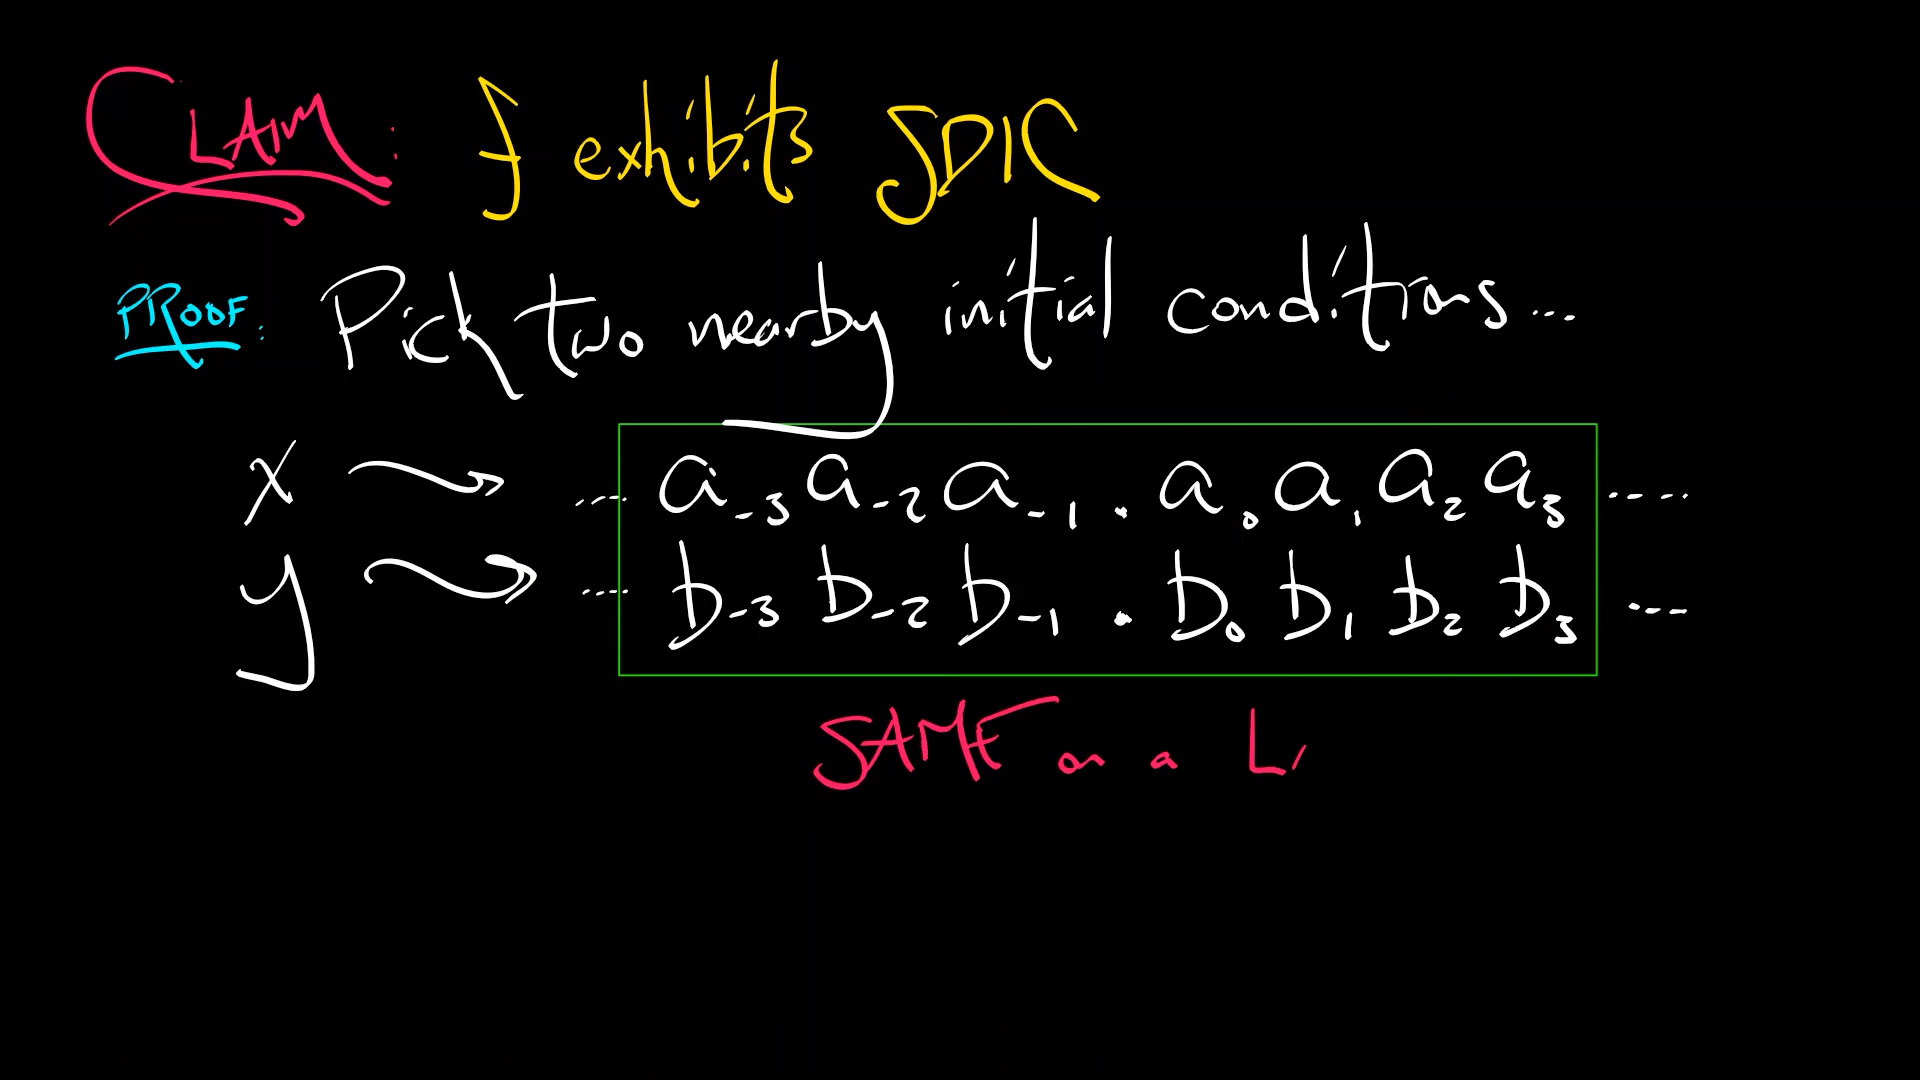 CLAIM: f exhibits SDIC
PROOF: Pick two nearby initial conditions...
x ⤳ ... a₋₃ a₋₂ a₋₁ . a₀ a₁ a₂ a₃ ....
y ⤳ ... b₋₃ b₋₂ b₋₁ . b₀ b₁ b₂ b₃ ...
SAME on a L